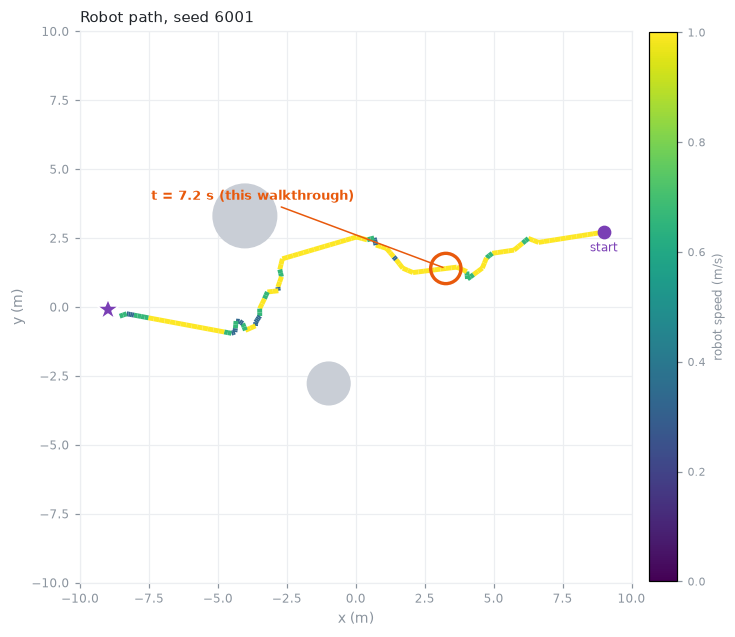 Robot path, seed 6001
10.0
7.5
5.0
2.5
0.0
−2.5
−5.0
−7.5
−10.0
y (m)
t = 7.2 s (this walkthrough)
start
−10.0 −7.5 −5.0 −2.5 0.0 2.5 5.0 7.5 10.0
x (m)
1.0
0.8
0.6
0.4
0.2
0.0
robot speed (m/s)